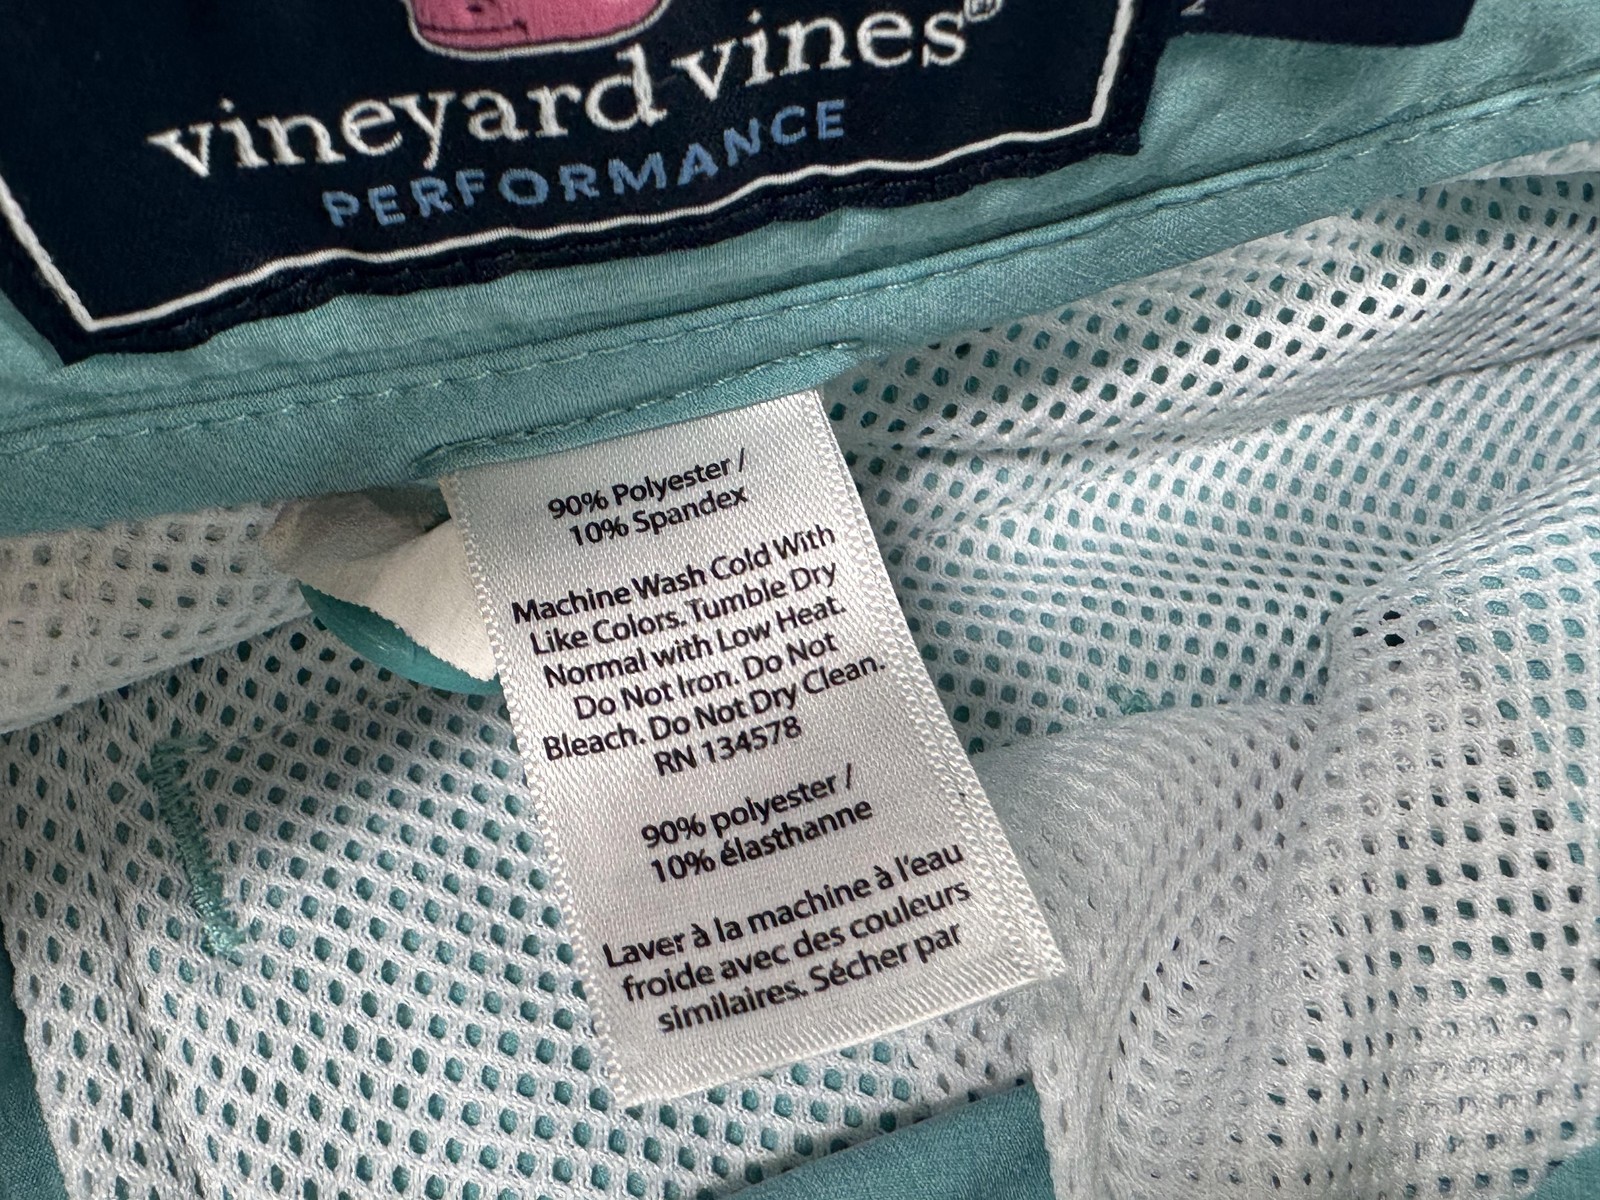 vineyard vines®
PERFORMANCE
90% Polyester /
10% Spandex
Machine Wash Cold With
Like Colors. Tumble Dry
Normal with Low Heat.
Do Not Iron. Do Not
Bleach. Do Not Dry Clean.
RN 134578
90% polyester /
10% élasthanne
Laver à la machine à l'eau
froide avec des couleurs
similaires. Sécher par